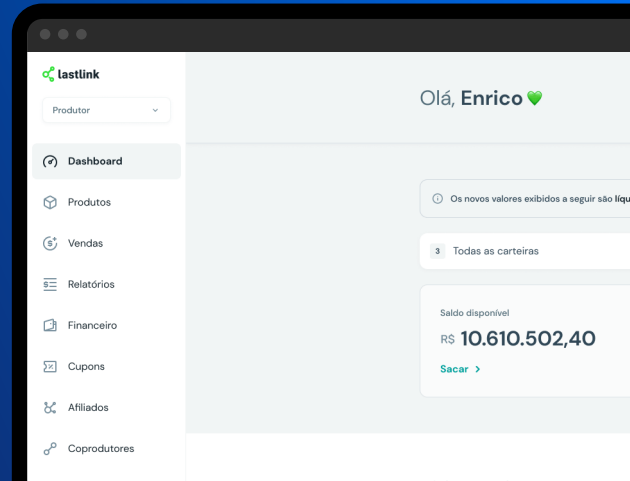 lastlink
Produtor
Olá, Enrico
Dashboard
Produtos
Vendas
Relatórios
Financeiro
Cupons
Afiliados
Coprodutores
Os novos valores exibidos a seguir são
3 Todas as carteiras
Saldo disponível
R$ 10.610.502,40
Sacar